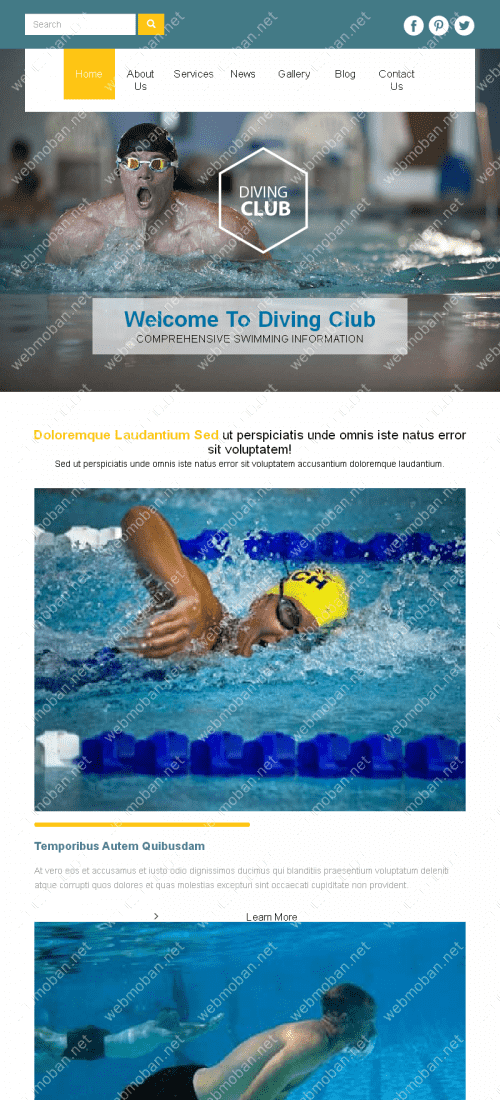 Search
Home
About
Us
Services
News
Gallery
Blog
Contact
Us
DIVING
CLUB
Welcome To Diving Club
COMPREHENSIVE SWIMMING INFORMATION
Doloremque Laudantium Sed ut perspiciatis unde omnis iste natus error
sit voluptatem!
Sed ut perspiciatis unde omnis iste natus error sit voluptatem accusantium doloremque laudantium.
CH
Temporibus Autem Quibusdam
At vero eos et accusamus et iusto odio dignissimos ducimus qui blanditiis praesentium voluptatum deleniti
atque corrupti quos dolores et quas molestias excepturi sint occaecati cupiditate non provident.
Learn More
webmoban.net